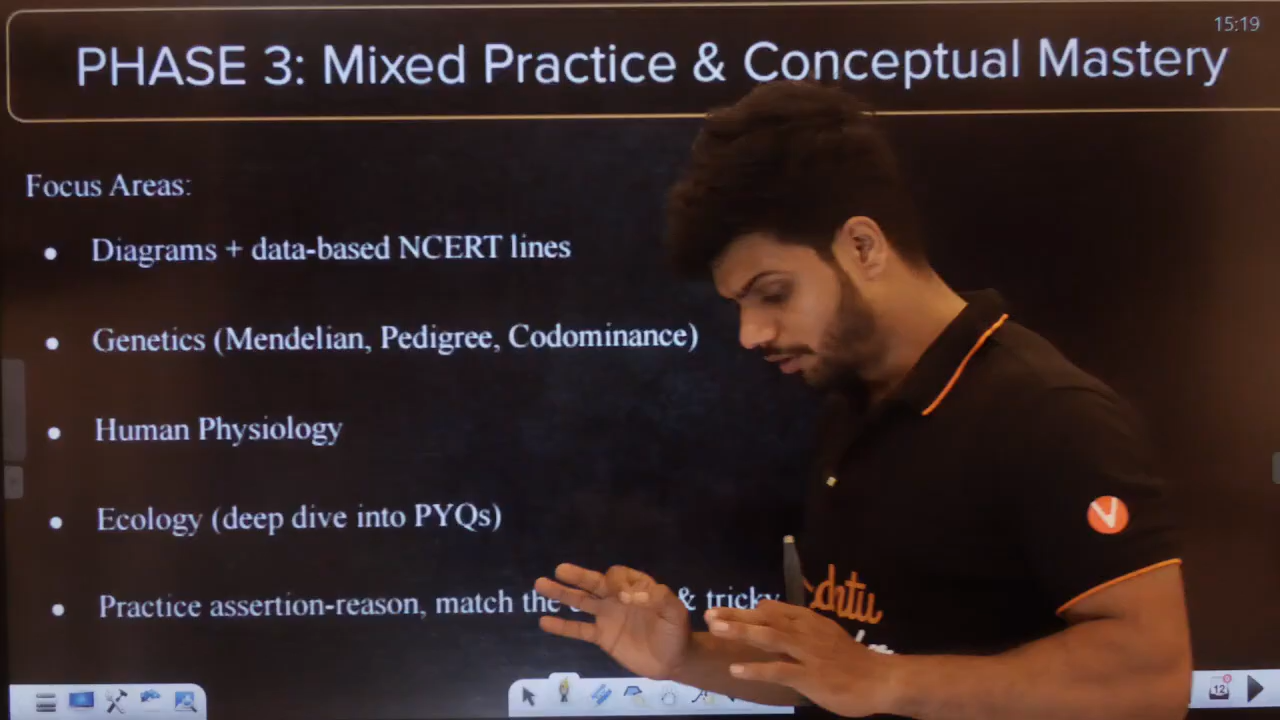 15:19
PHASE 3: Mixed Practice & Conceptual Mastery
Focus Areas:
• Diagrams + data-based NCERT lines
• Genetics (Mendelian, Pedigree, Codominance)
• Human Physiology
• Ecology (deep dive into PYQs)
• Practice assertion-reason, match the & tricky
V
12